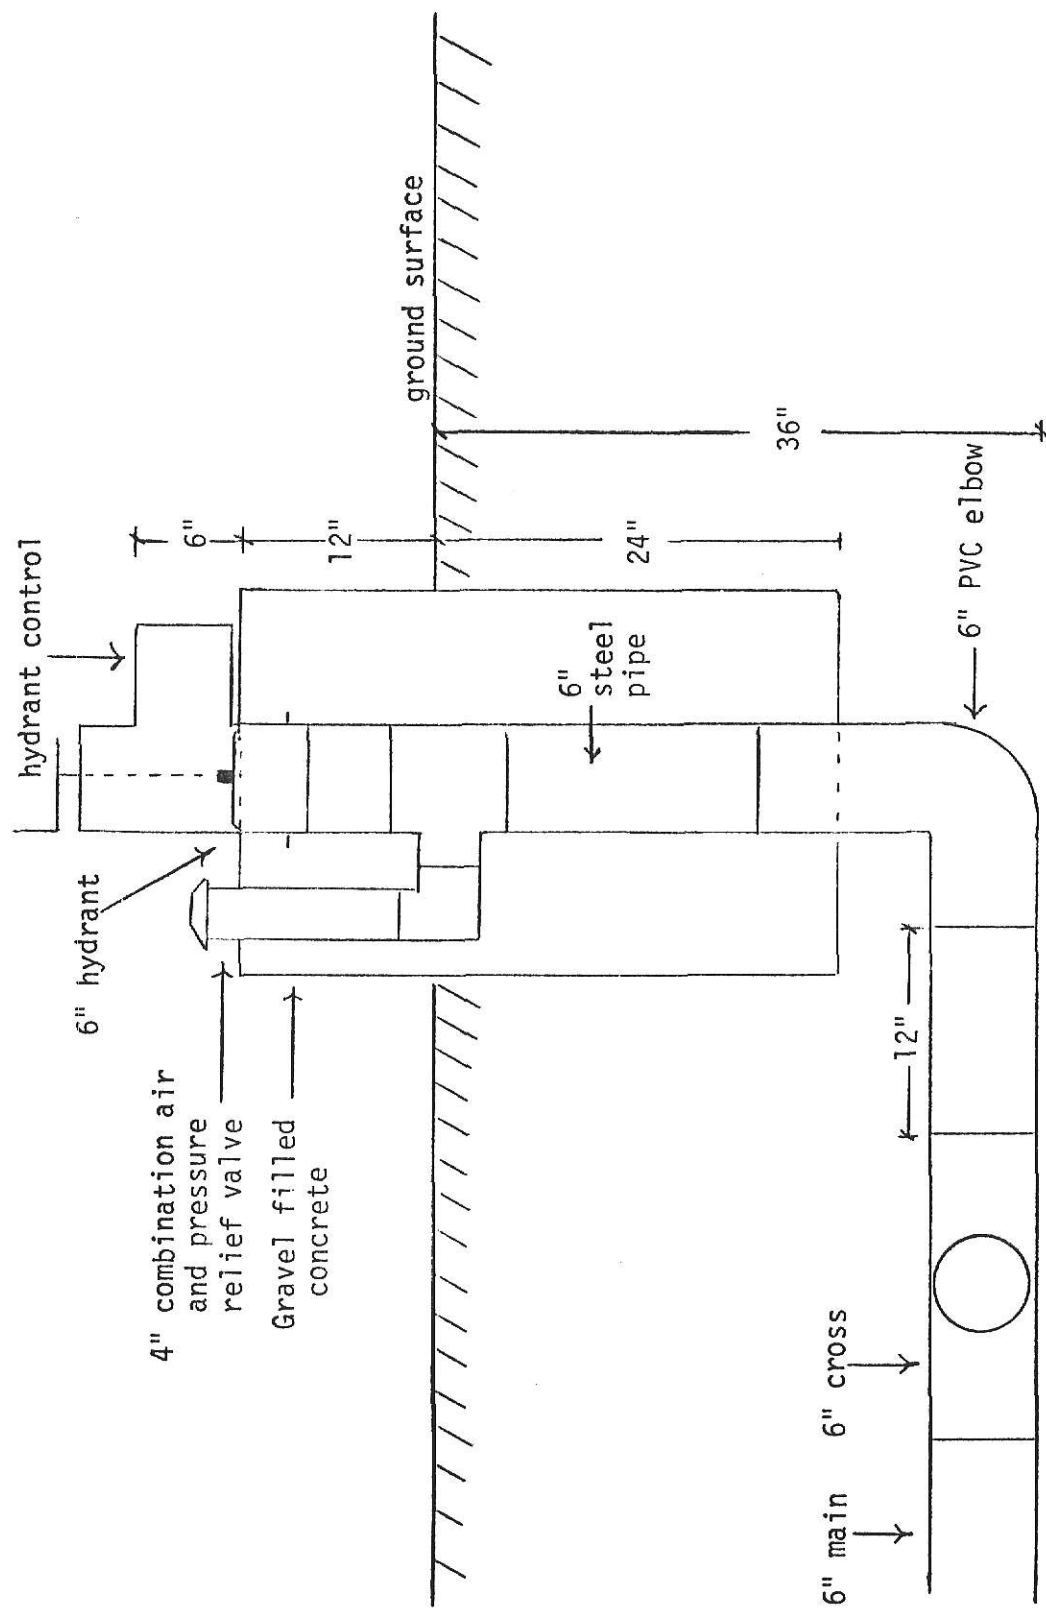 hydrant control
6" hydrant
4" combination air
and pressure
relief valve
Gravel filled
concrete
6"
12"
ground surface
24"
36"
6"
steel
pipe
6" PVC elbow
12"
6" cross
6" main